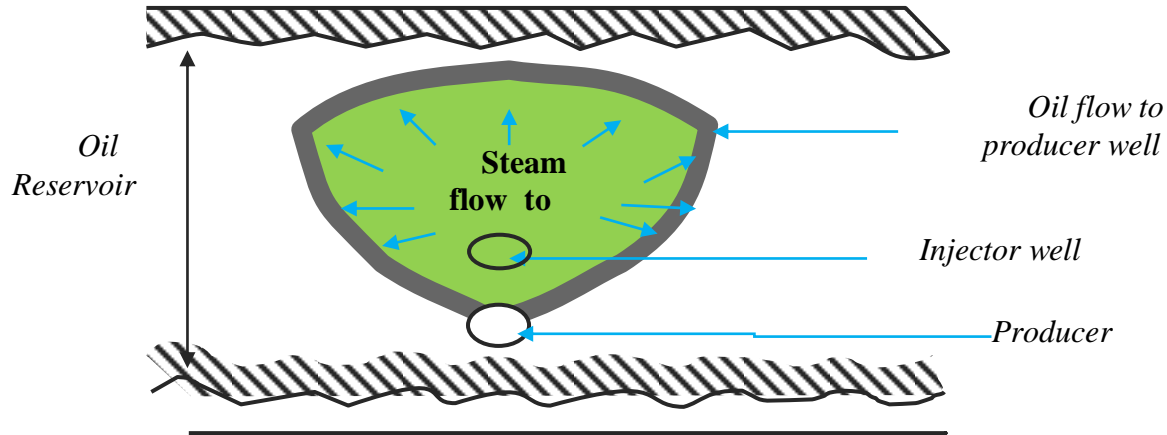 Oil
Reservoir
Steam
flow to
Oil flow to
producer well
Injector well
Producer